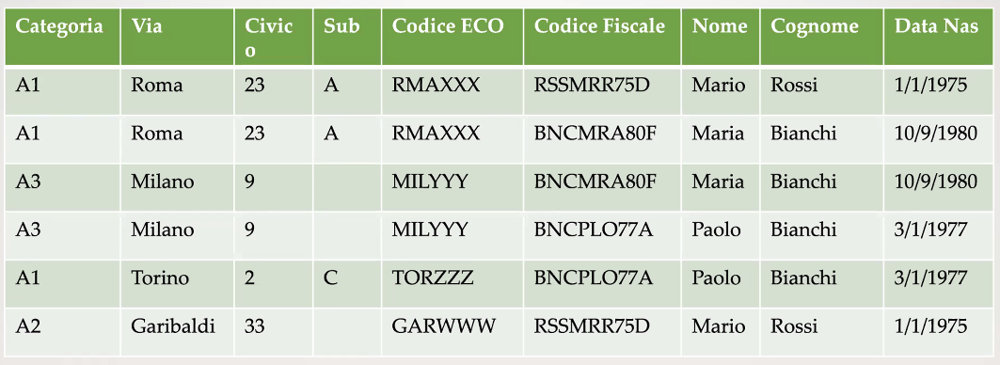 Categoria Via Civico Sub Codice ECO Codice Fiscale Nome Cognome Data Nas
A1 Roma 23 A RMAXXX RSSMRR75D Mario Rossi 1/1/1975
A1 Roma 23 A RMAXXX BNCMRA80F Maria Bianchi 10/9/1980
A3 Milano 9 MILYYY BNCMRA80F Maria Bianchi 10/9/1980
A3 Milano 9 MILYYY BNCPLO77A Paolo Bianchi 3/1/1977
A1 Torino 2 C TORZZZ BNCPLO77A Paolo Bianchi 3/1/1977
A2 Garibaldi 33 GARWWW RSSMRR75D Mario Rossi 1/1/1975